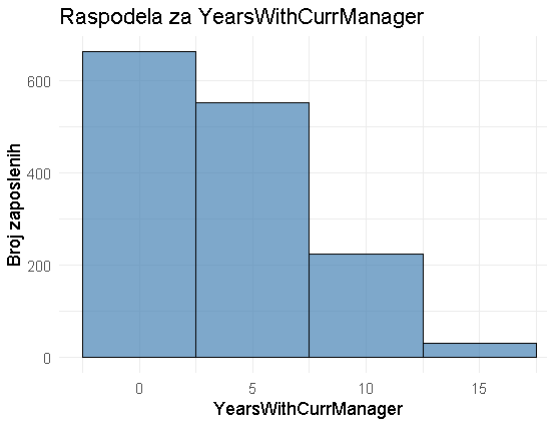 Raspodela za YearsWithCurrManager
Broj zaposlenih
600
400
200
0
0 5 10 15
YearsWithCurrManager